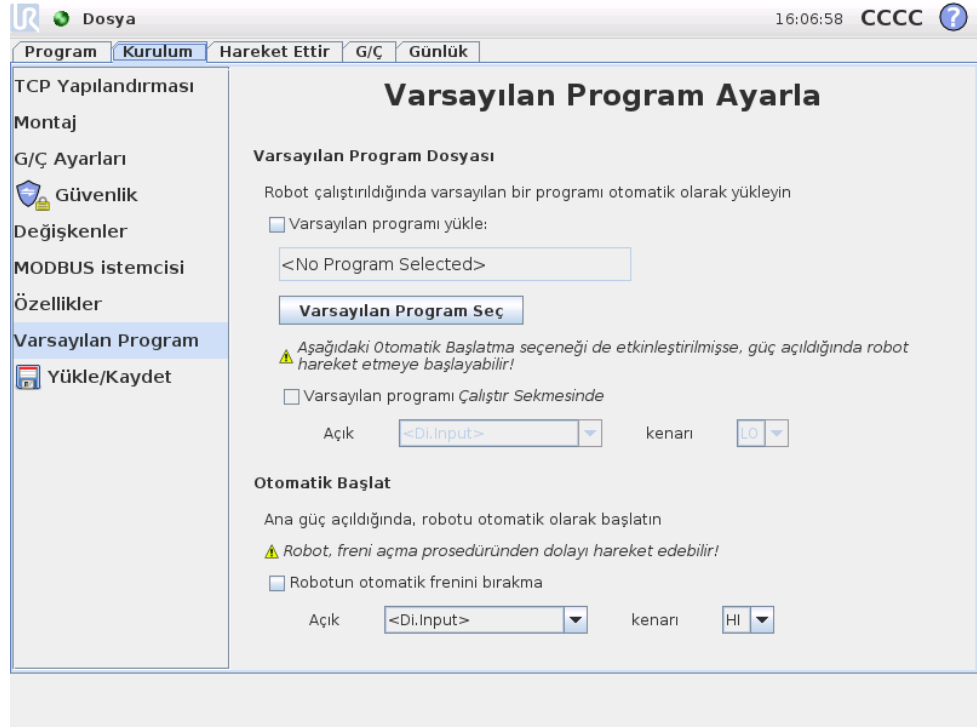 UR Dosya 16:06:58 CCCC ?
Program Kurulum Hareket Ettir G/Ç Günlük
TCP Yapılandırması
Montaj
G/Ç Ayarları
Güvenlik
Değişkenler
MODBUS istemcisi
Özellikler
Varsayılan Program
Yükle/Kaydet
Varsayılan Program Ayarla
Varsayılan Program Dosyası
Robot çalıştırıldığında varsayılan bir programı otomatik olarak yükleyin
Varsayılan programı yükle:
<No Program Selected>
Varsayılan Program Seç
Aşağıdaki Otomatik Başlatma seçeneği de etkinleştirilmişse, güç açıldığında robot
hareket etmeye başlayabilir!
Varsayılan programı Çalıştır Sekmesinde
Açık <Di.Input> kenarı LO
Otomatik Başlat
Ana güç açıldığında, robotu otomatik olarak başlatın
Robot, freni açma prosedüründen dolayı hareket edebilir!
Robotun otomatik frenini bırakma
Açık <Di.Input> kenarı HI